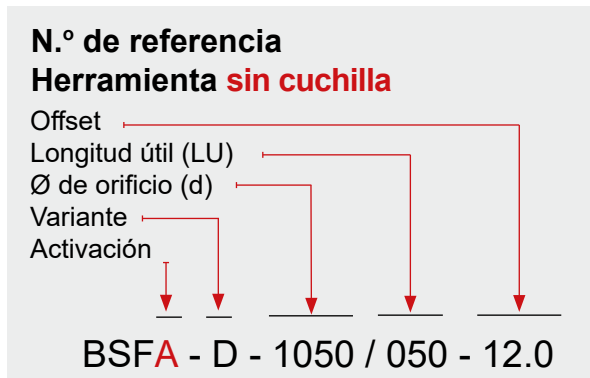 N.º de referencia
Herramienta sin cuchilla
Offset
Longitud útil (LU)
Ø de orificio (d)
Variante
Activación
BSFA - D - 1050 / 050 - 12.0